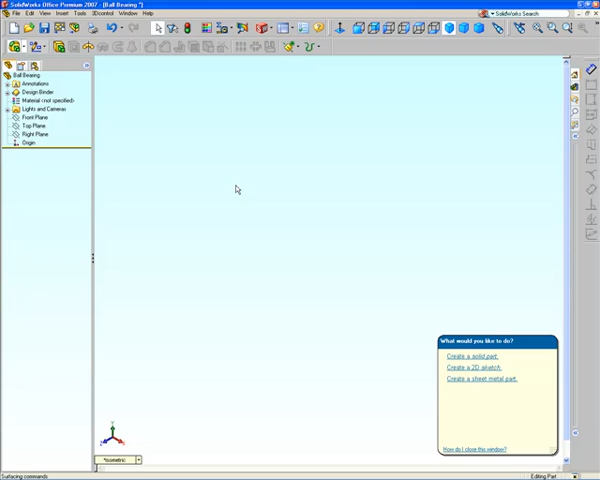 SolidWorks Office Premium 2007 - [Ball Bearing *]
File Edit View Insert Tools 3Dcontrol Window Help
SolidWorks Search
Ball Bearing
Annotations
Design Binder
Material <not specified>
Lights and Cameras
Front Plane
Top Plane
Right Plane
Origin
What would you like to do?
Create a solid part.
Create a 2D sketch.
Create a sheet metal part.
How do I close this window?
*Isometric
Surfacing commands
Editing Part